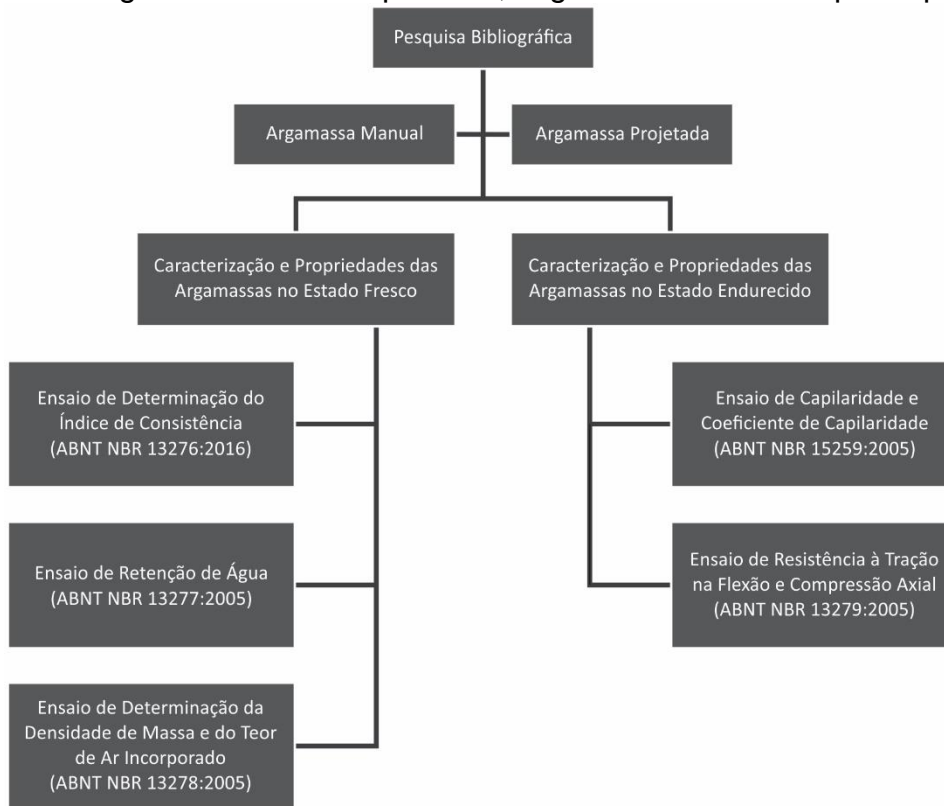 Pesquisa Bibliográfica
Argamassa Manual
Argamassa Projetada
Caracterização e Propriedades das
Argamassas no Estado Fresco
Caracterização e Propriedades das
Argamassas no Estado Endurecido
Ensaio de Determinação do
Índice de Consistência
(ABNT NBR 13276:2016)
Ensaio de Retenção de Água
(ABNT NBR 13277:2005)
Ensaio de Determinação da
Densidade de Massa e do Teor
de Ar Incorporado
(ABNT NBR 13278:2005)
Ensaio de Capilaridade e
Coeficiente de Capilaridade
(ABNT NBR 15259:2005)
Ensaio de Resistência à Tração
na Flexão e Compressão Axial
(ABNT NBR 13279:2005)